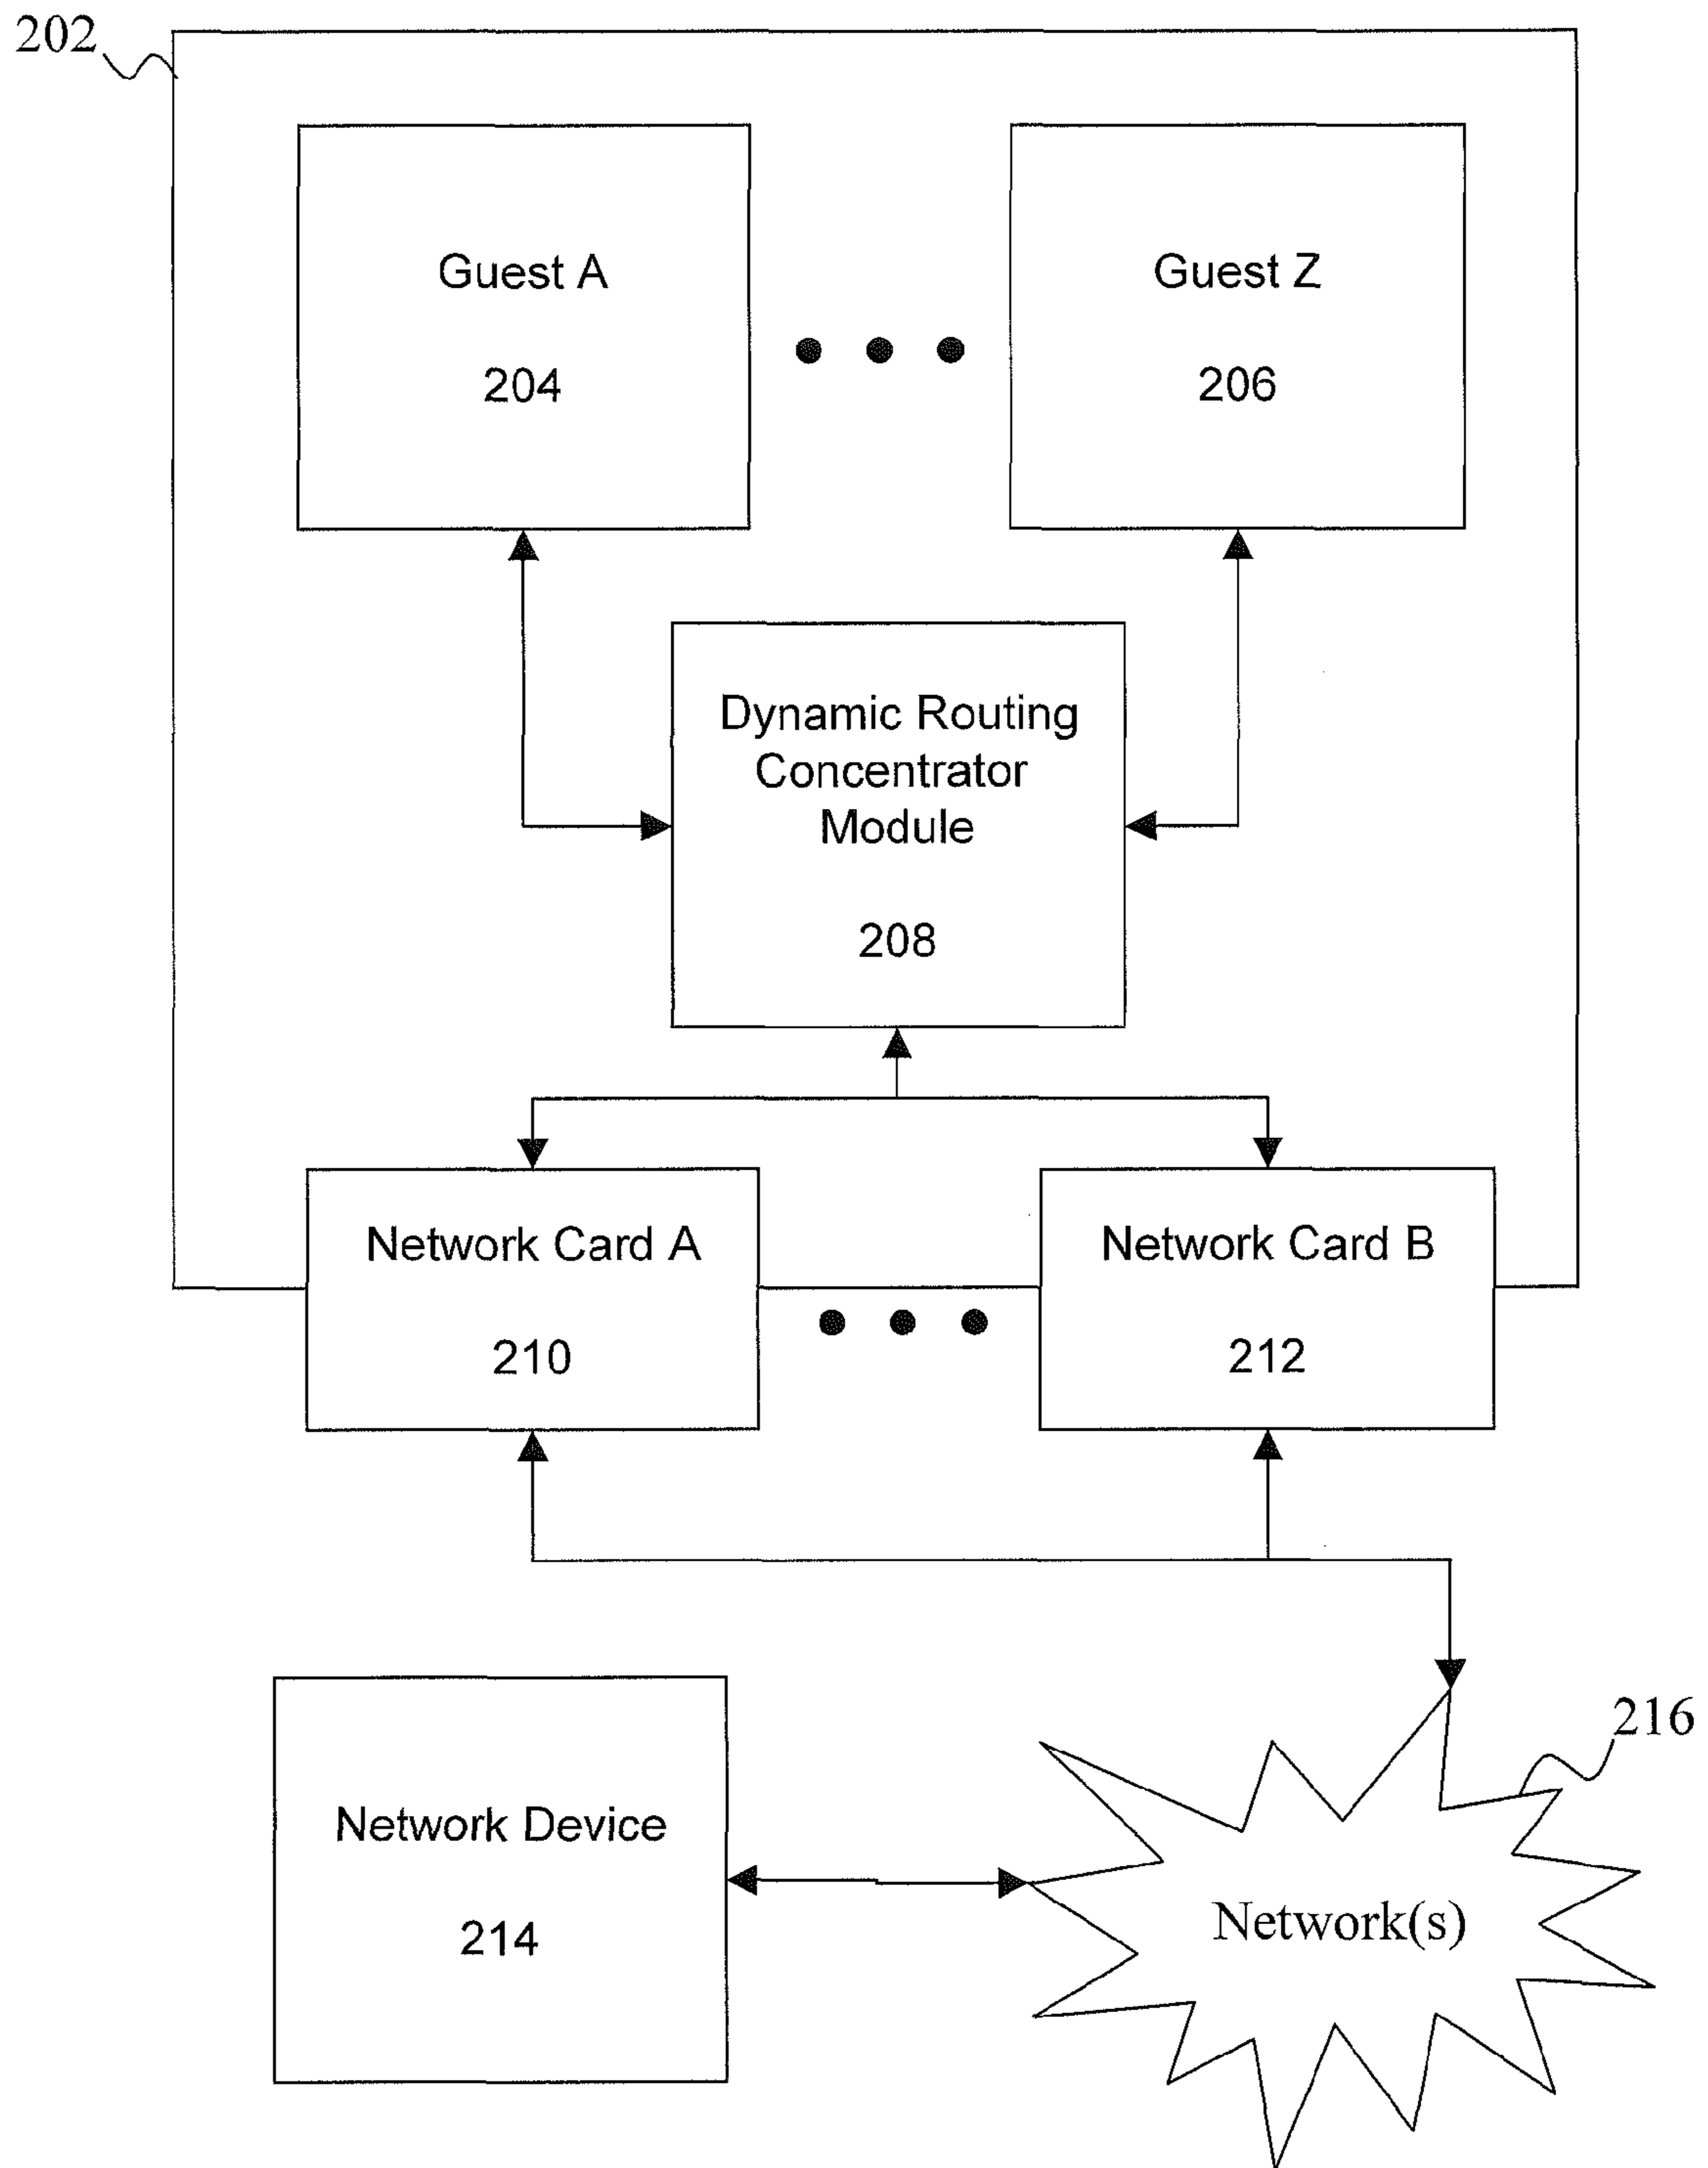 202
Guest A
204
Guest Z
206
Dynamic Routing
Concentrator
Module
208
Network Card A
210
Network Card B
212
Network Device
214
216
Network(s)